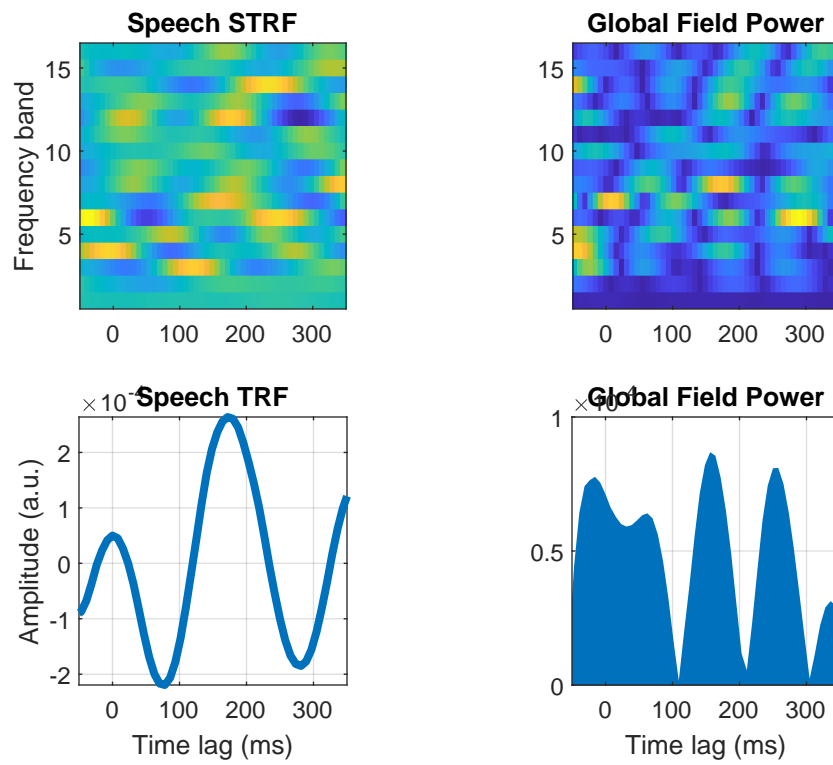 Speech STRF
Global Field Power
Frequency band
15
10
5
0 100 200 300
15
10
5
0 100 200 300
Speech TRF
× 10-4
Amplitude (a.u.)
2
1
0
-1
-2
0 100 200 300
Time lag (ms)
Global Field Power
1
0.5
0
0 100 200 300
Time lag (ms)